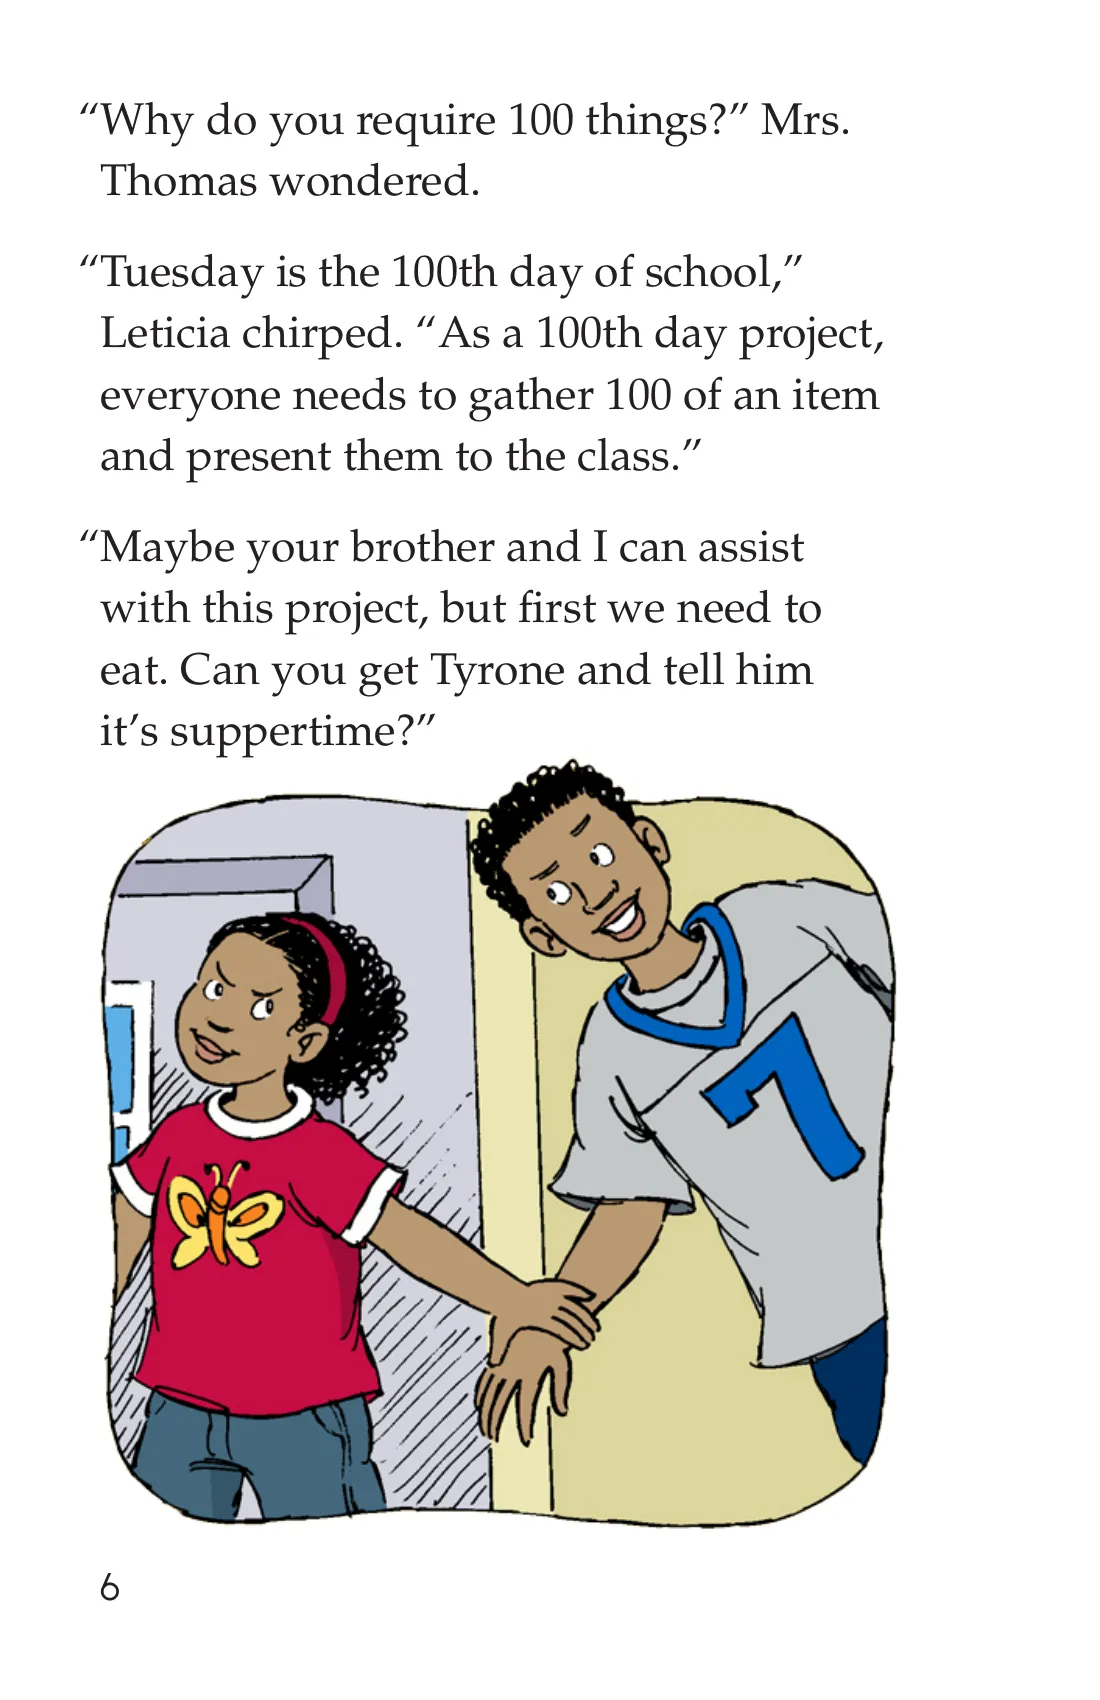 “Why do you require 100 things?” Mrs.
Thomas wondered.
“Tuesday is the 100th day of school,”
Leticia chirped. “As a 100th day project,
everyone needs to gather 100 of an item
and present them to the class.”
“Maybe your brother and I can assist
with this project, but first we need to
eat. Can you get Tyrone and tell him
it’s suppertime?”
7
6